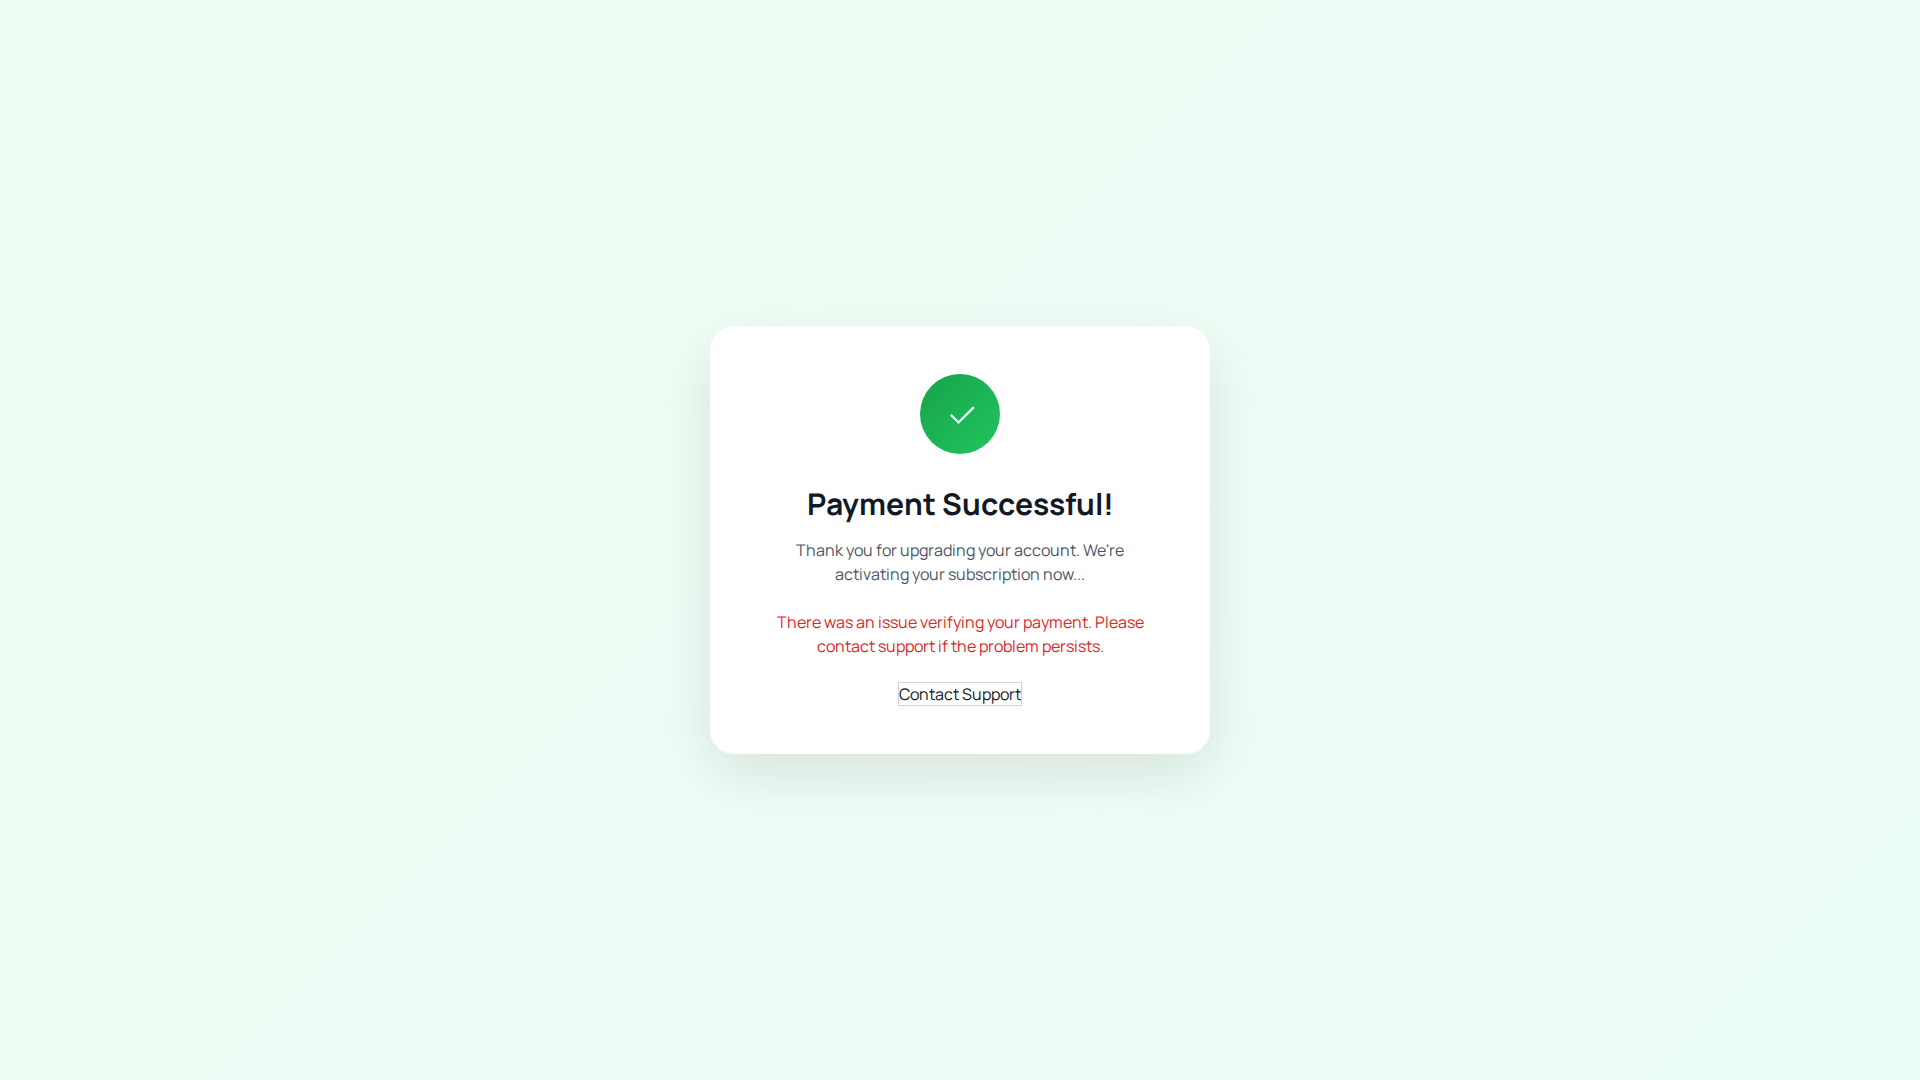 Payment Successful!
Thank you for upgrading your account. We're
activating your subscription now...
There was an issue verifying your payment. Please
contact support if the problem persists.
Contact Support